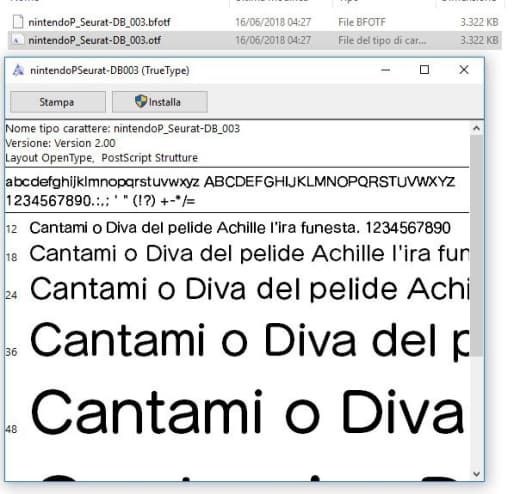 nintendoP_Seurat-DB_003.bfotf 16/06/2018 04:27 File BFOTF 3.322 KB
nintendoP_Seurat-DB_003.otf 16/06/2018 04:27 File del tipo di car... 3.322 KB
nintendoPSeurat-DB003 (TrueType)
Stampa Installa
Nome tipo carattere: nintendoP_Seurat-DB_003
Versione: Version 2.00
Layout OpenType, PostScript Strutture
abcdefghijklmnopqrstuvwxyz ABCDEFGHIJKLMNOPQRSTUVWXYZ
1234567890.:,; ' " (!?) +-*/=
12 Cantami o Diva del pelide Achille l'ira funesta. 1234567890
18 Cantami o Diva del pelide Achille l'ira fun
24 Cantami o Diva del pelide Achi
36 Cantami o Diva del p
48 Cantami o Diva